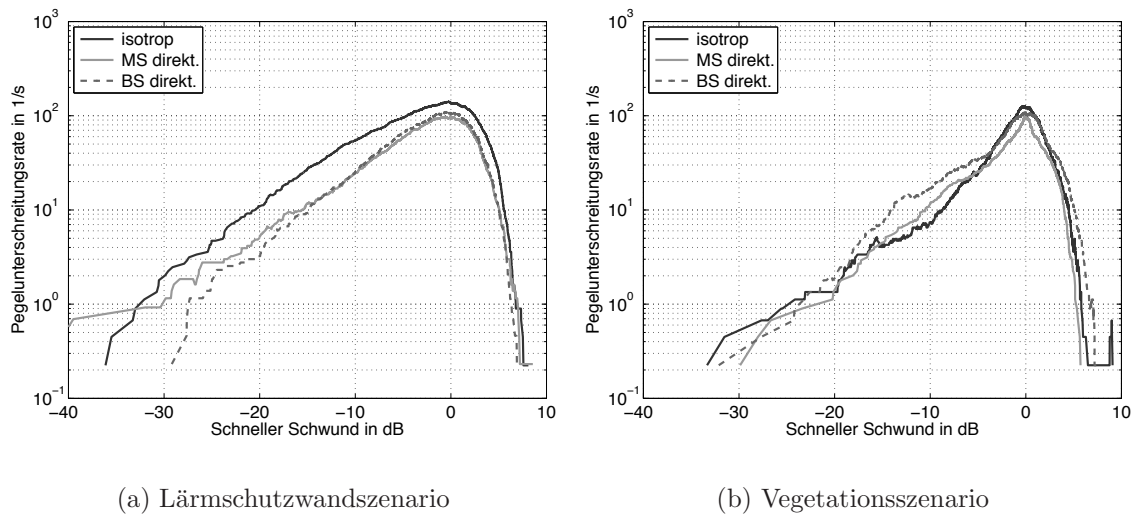 10^3
10^2
10^1
10^0
10^-1
Pegelunterschreitungsrate in 1/s
isotrop
MS direkt.
BS direkt.
−40 −30 −20 −10 0 10
Schneller Schwund in dB
(a) Lärmschutzwandszenario
10^3
10^2
10^1
10^0
10^-1
Pegelunterschreitungsrate in 1/s
isotrop
MS direkt.
BS direkt.
−40 −30 −20 −10 0 10
Schneller Schwund in dB
(b) Vegetationsszenario